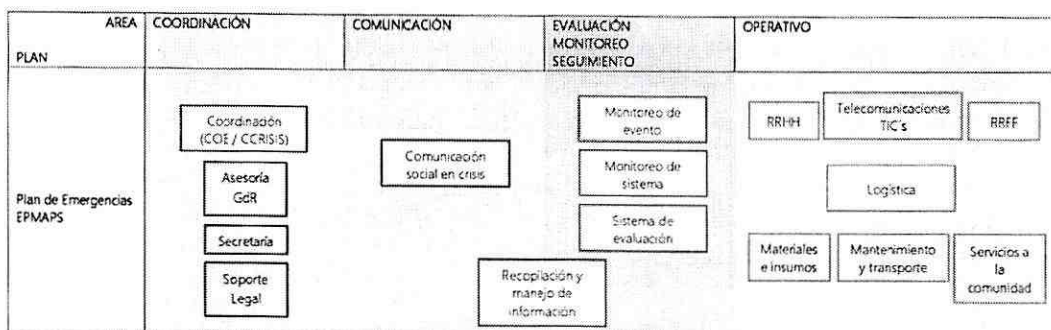 AREA
PLAN
COORDINACIÓN
COMUNICACIÓN
EVALUACIÓN
MONITOREO
SEGUIMIENTO
OPERATIVO
Plan de Emergencias
EPMAPS
Coordinación
(COE / CCRISIS)
Asesoría
GdR
Secretaría
Soporte
Legal
Comunicación
social en crisis
Recopilación y
manejo de
información
Monitoreo de
evento
Monitoreo de
sistema
Sistema de
evaluación
RRHH
Telecomunicaciones
TIC´s
RRFF
Logística
Materiales
e insumos
Mantenimiento
y transporte
Servicios a
la
comunidad